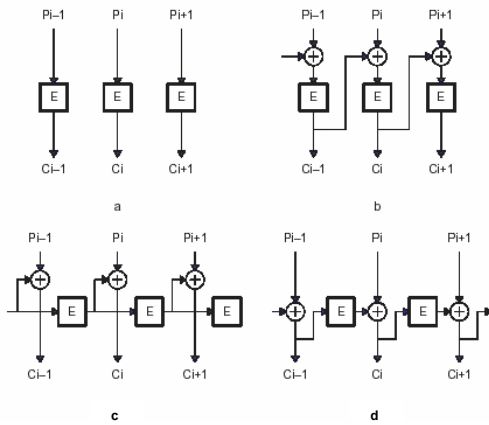 Pi–1 Pi Pi+1
E E E
Ci–1 Ci Ci+1
a
Pi–1 Pi Pi+1
E E E
Ci–1 Ci Ci+1
b
Pi–1 Pi Pi+1
E E E
Ci–1 Ci Ci+1
c
Pi–1 Pi Pi+1
E E
Ci–1 Ci Ci+1
d